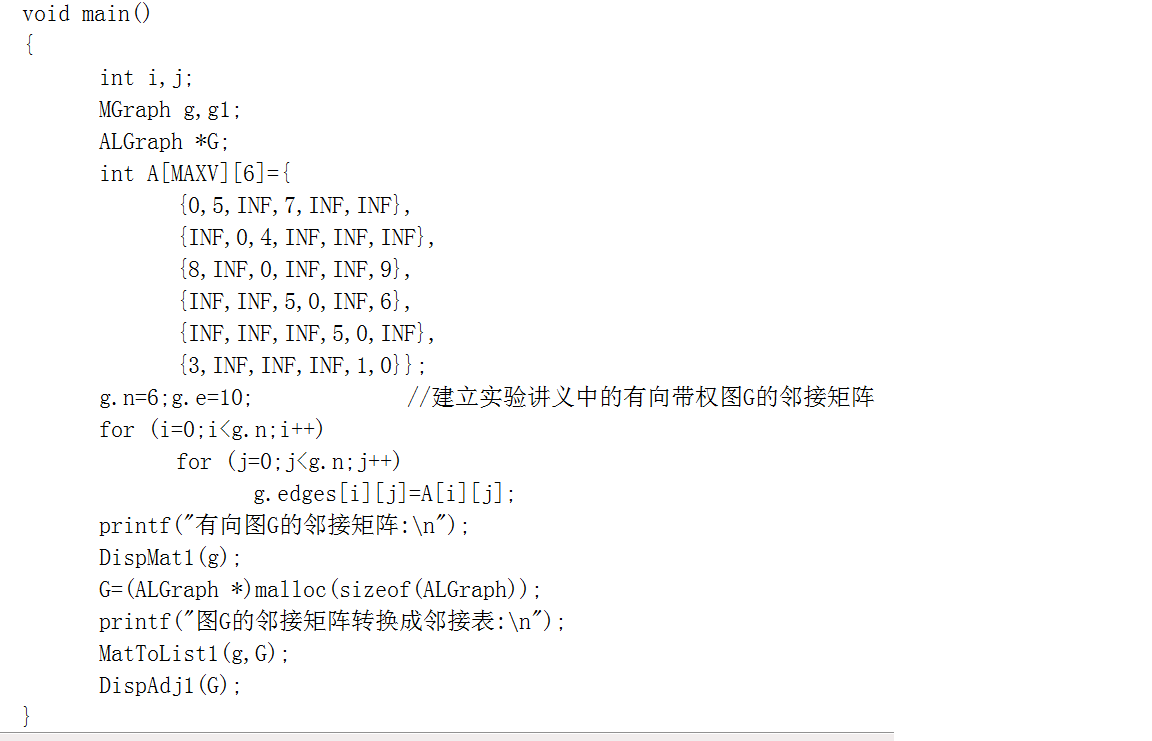 void main()
{
int i,j;
MGraph g,g1;
ALGraph *G;
int A[MAXV][6]={
{0,5,INF,7,INF,INF},
{INF,0,4,INF,INF,INF},
{8,INF,0,INF,INF,9},
{INF,INF,5,0,INF,6},
{INF,INF,INF,5,0,INF},
{3,INF,INF,INF,1,0}};
g.n=6;g.e=10; //建立实验讲义中的有向带权图G的邻接矩阵
for (i=0;i<g.n;i++)
for (j=0;j<g.n;j++)
g.edges[i][j]=A[i][j];
printf("有向图G的邻接矩阵:\n");
DispMat1(g);
G=(ALGraph *)malloc(sizeof(ALGraph));
printf("图G的邻接矩阵转换成邻接表:\n");
MatToList1(g,G);
DispAdj1(G);
}